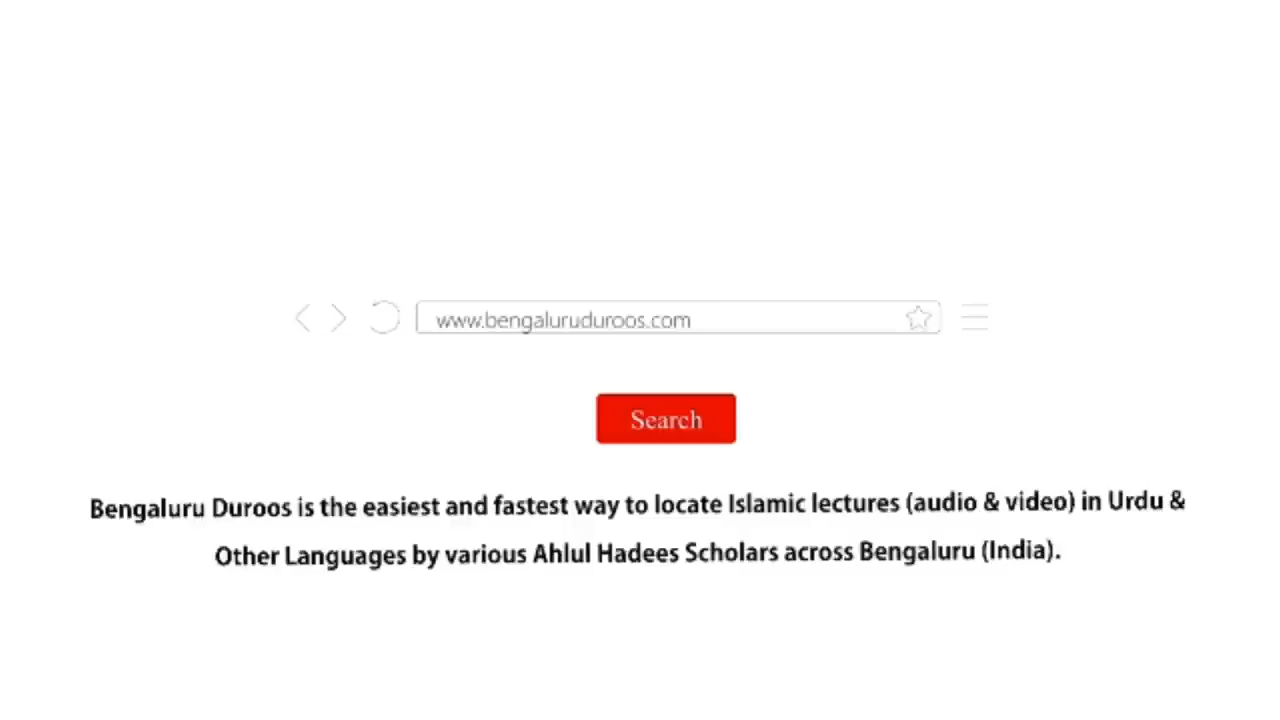 www.bengaluruduroos.com
Search
Bengaluru Duroos is the easiest and fastest way to locate Islamic lectures (audio & video) in Urdu &
Other Languages by various Ahlul Hadees Scholars across Bengaluru (India).